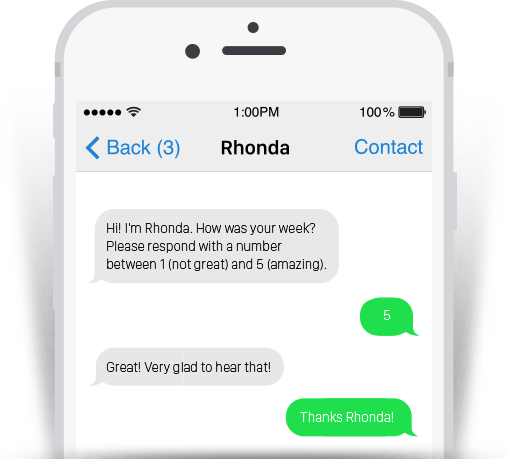 1:00PM 100%
Back (3) Rhonda Contact
Hi! I'm Rhonda. How was your week?
Please respond with a number
between 1 (not great) and 5 (amazing).
5
Great! Very glad to hear that!
Thanks Rhonda!